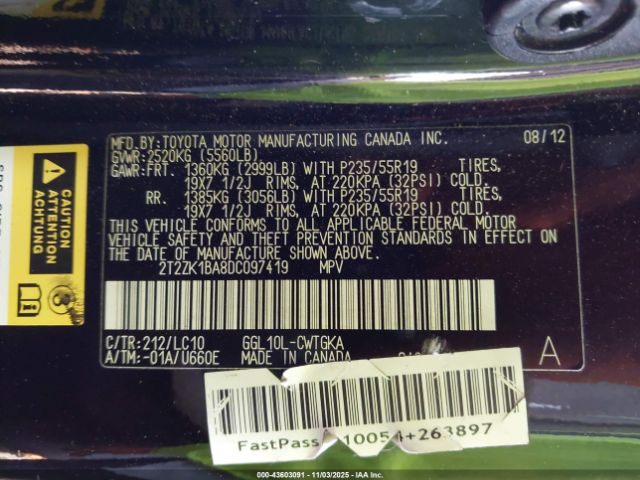 ATTENTION
CAUTION
ACHTUNG
MFD.BY:TOYOTA MOTOR MANUFACTURING CANADA INC. 08/12
GVWR:2520KG (5560LB)
GAWR:FRT. 1360KG (2999LB) WITH P235/55R19 TIRES,
19X7 1/2J RIMS, AT 220KPA (32PSI) COLD.
RR. 1385KG (3056LB) WITH P235/55R19 TIRES,
19X7 1/2J RIMS, AT 220KPA (32PSI) COLD.
THIS VEHICLE CONFORMS TO ALL APPLICABLE FEDERAL MOTOR
VEHICLE SAFETY AND THEFT PREVENTION STANDARDS IN EFFECT ON
THE DATE OF MANUFACTURE SHOWN ABOVE.
2T2ZK1BA8DC097419 MPV
C/TR:212/LC10 GGL10L-CWTGKA
A/TM:-01A/U660E MADE IN CANADA
A
FastPass 10054+263897
00-43603091 - 11/03/2025 - IAAI.COM